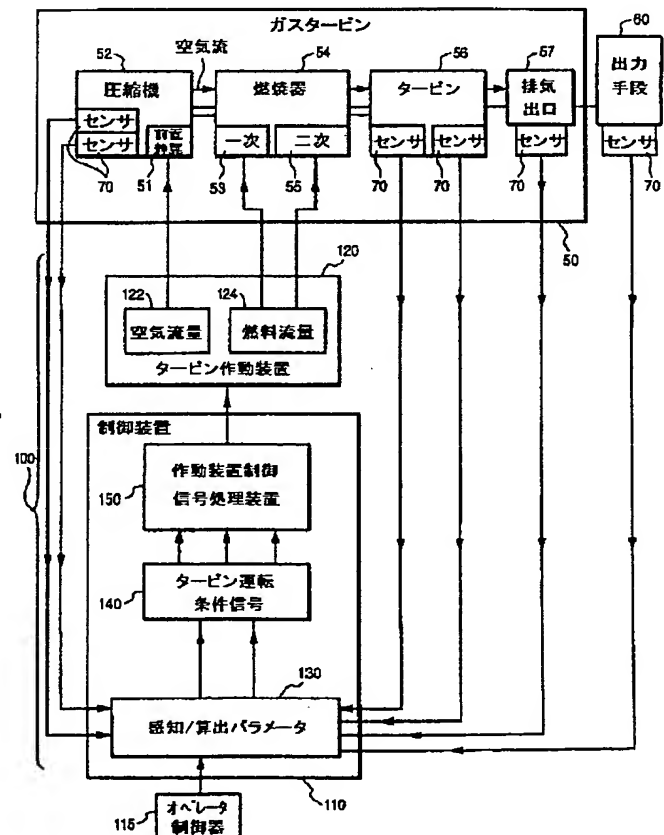 ガスタービン
60
52
空気流
54
56
57
圧縮機
燃焼器
タービン
排気
出口
出力
手段
センサ
センサ
一次
二次
センサ
センサ
センサ
センサ
70
51
53
55
70
70
70
70
50
120
122
124
空気流量
燃料流量
タービン作動装置
制御装置
100
作動装置制御
信号処理装置
150
タービン運転
条件信号
140
130
感知/算出パラメータ
110
115
オペレータ
制御器